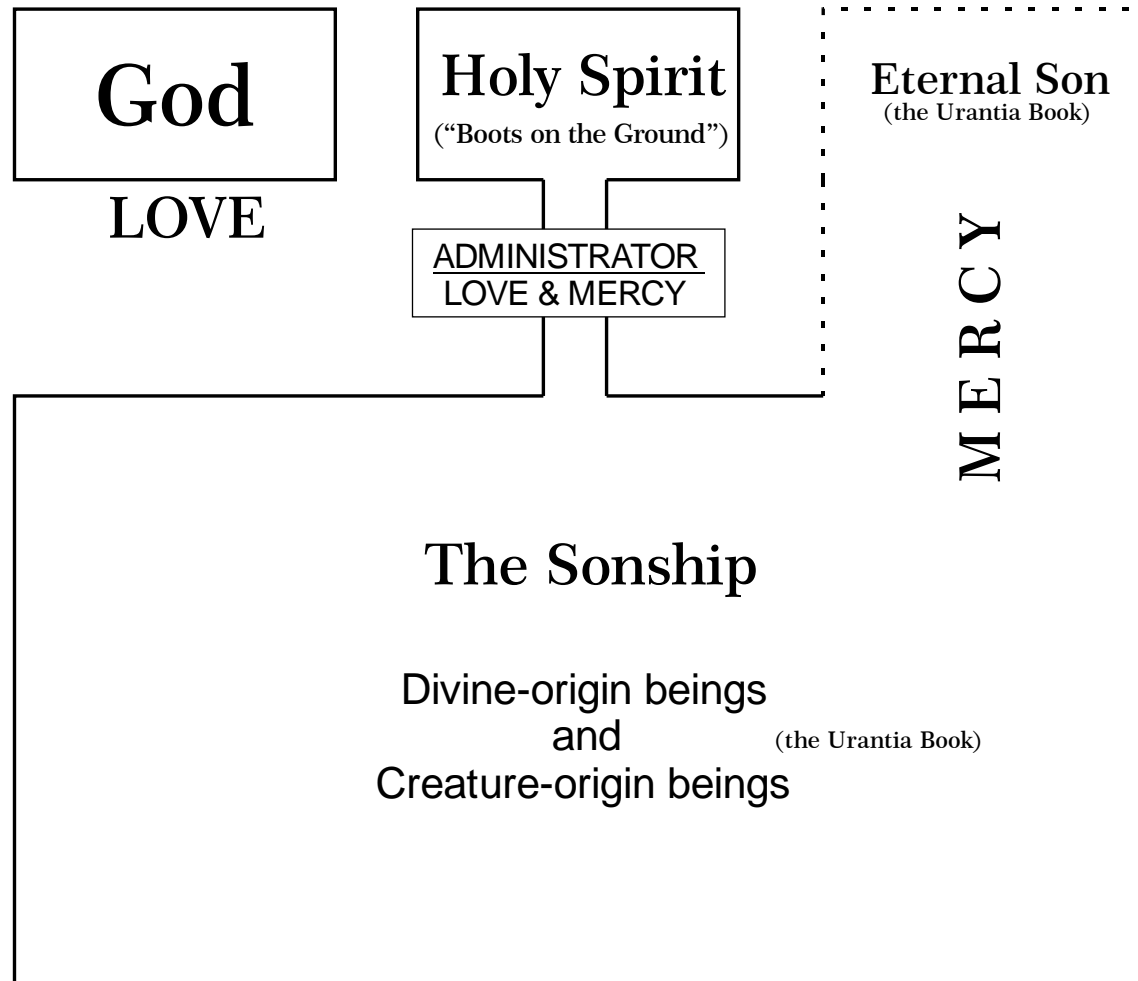 God
LOVE
Holy Spirit
(“Boots on the Ground”)
ADMINISTRATOR
LOVE & MERCY
Eternal Son
(the Urantia Book)
MERCY
The Sonship
Divine-origin beings
and
(the Urantia Book)
Creature-origin beings